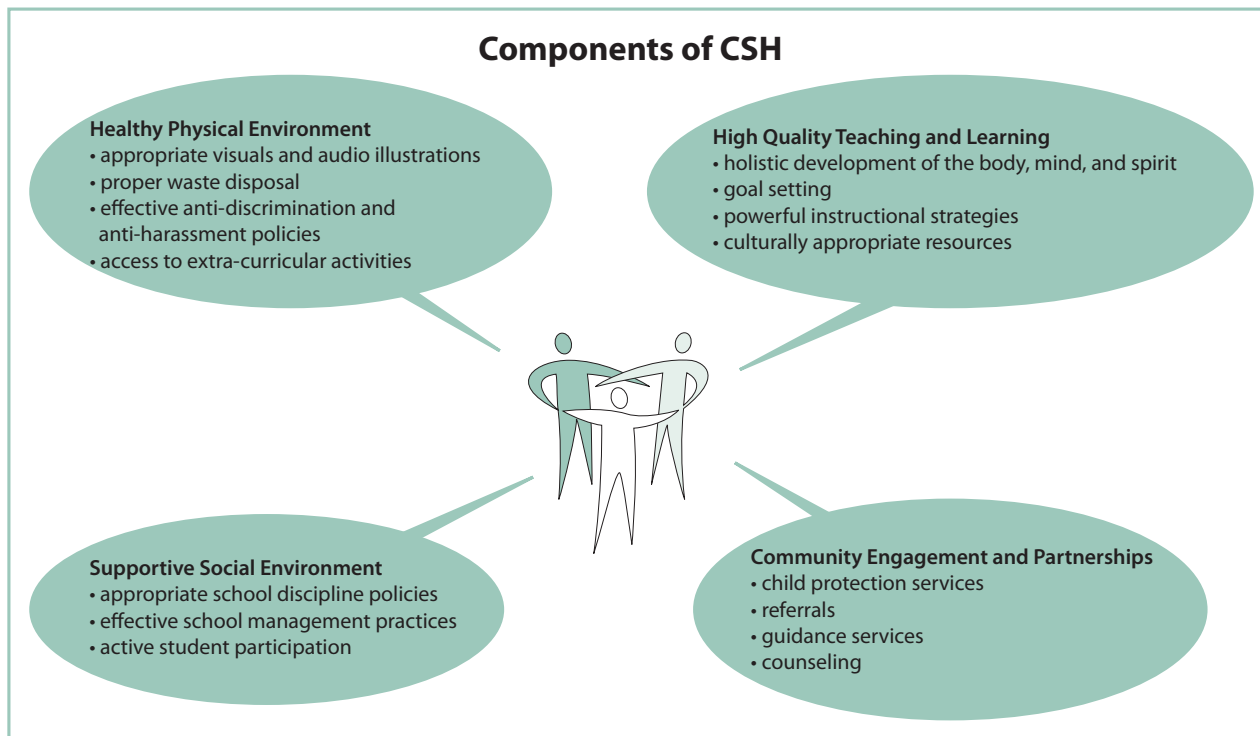 Components of CSH
Healthy Physical Environment
• appropriate visuals and audio illustrations
• proper waste disposal
• effective anti-discrimination and
anti-harassment policies
• access to extra-curricular activities
High Quality Teaching and Learning
• holistic development of the body, mind, and spirit
• goal setting
• powerful instructional strategies
• culturally appropriate resources
Supportive Social Environment
• appropriate school discipline policies
• effective school management practices
• active student participation
Community Engagement and Partnerships
• child protection services
• referrals
• guidance services
• counseling